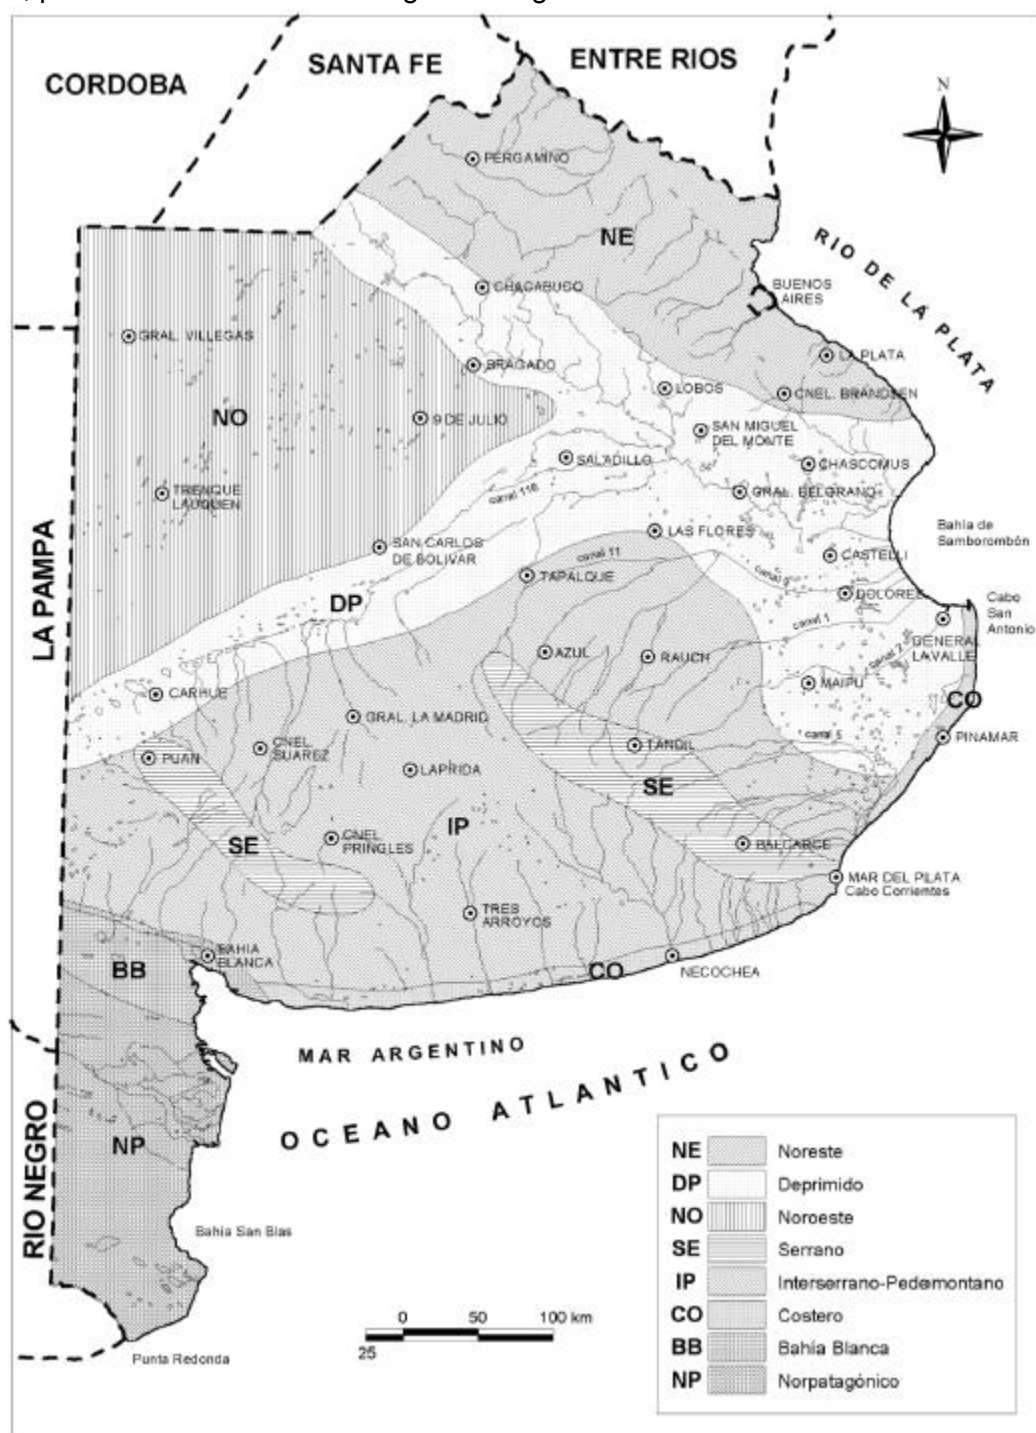 CORDOBA
SANTA FE
ENTRE RIOS
N
PERGAMINO
NE
RIO DE LA PLATA
BUENOS
AIRES
CHACABUCO
GRAL. VILLEGAS
LA PLATA
BRAGADO
LOBOS
CNEL. BRANDSEN
NO
9 DE JULIO
SAN MIGUEL
DEL MONTE
SALADILLO
CHASCOMUS
TRENQUE
LAUQUEN
canal 11B
GRAL. BELGRANO
LAS FLORES
Bahía de
Samborombón
SAN CARLOS
DE BOLIVAR
canal 11
CASTELLI
LA PAMPA
TAPALQUE
DP
canal 9
DOLORES
Cabo
San
Antonio
canal 1
GENERAL
LAVALLE
AZUL
RAUCH
canal 2
CARHUE
MAIPU
CO
GRAL. LA MADRID
canal 5
PINAMAR
PUAN
CNEL.
SUAREZ
TANDIL
LAPRIDA
SE
IP
SE
CNEL.
PRINGLES
BALCARCE
MAR DEL PLATA
Cabo Corrientes
TRES
ARROYOS
BAHIA
BLANCA
BB
CO
NECOCHEA
MAR ARGENTINO
OCEANO ATLANTICO
RIO NEGRO
NP
Bahía San Blas
Punta Redonda
0 50 100 km
25
NE Noreste
DP Deprimido
NO Noroeste
SE Serrano
IP Interserrano-Pedemontano
CO Costero
BB Bahía Blanca
NP Norpatagónico